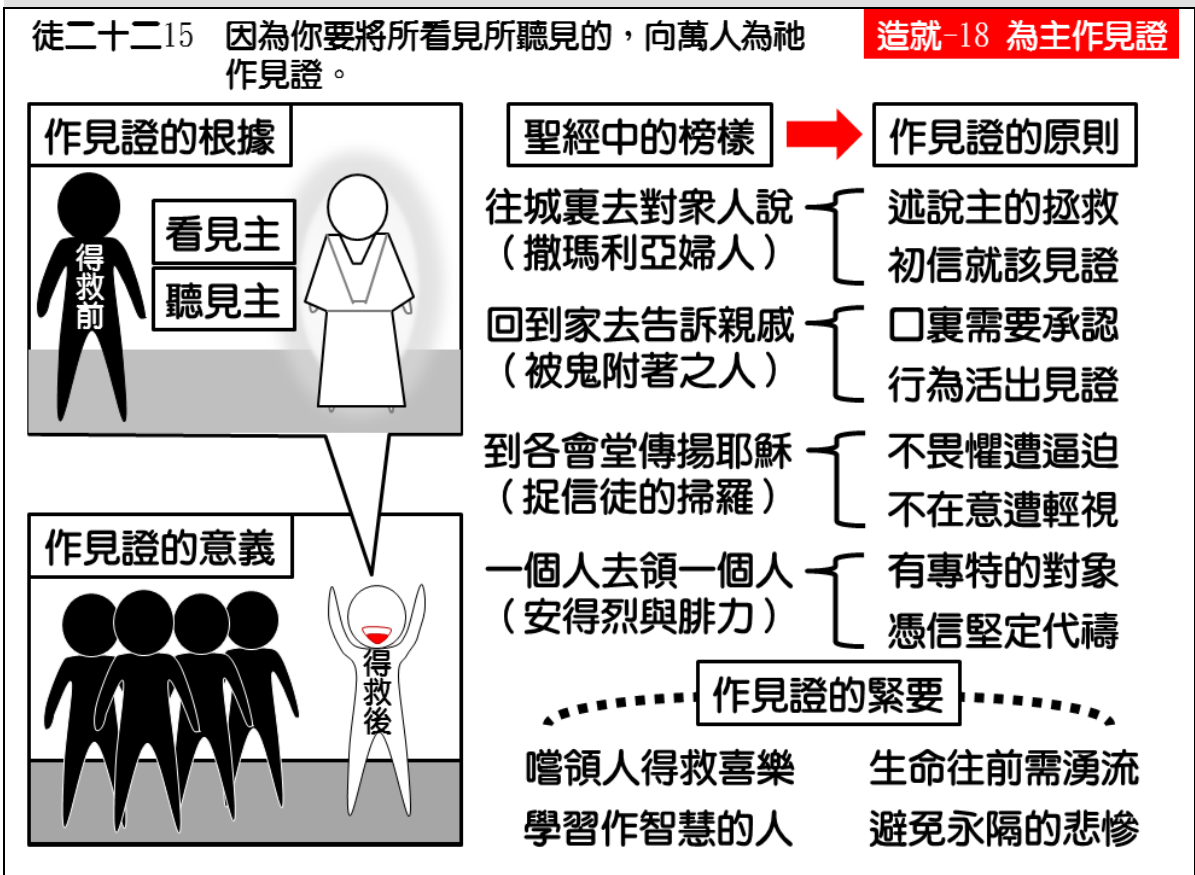 徒二十二15 因為你要將所看見所聽見的，向萬人為祂
作見證。
造就-18 為主作見證
作見證的根據
得救前
看見主
聽見主
作見證的意義
得救後
聖經中的榜樣
作見證的原則
往城裏去對衆人說
（撒瑪利亞婦人）
述說主的拯救
初信就該見證
回到家去告訴親戚
（被鬼附著之人）
口裏需要承認
行為活出見證
到各會堂傳揚耶穌
（捉信徒的掃羅）
不畏懼遭逼迫
不在意遭輕視
一個人去領一個人
（安得烈與腓力）
有專特的對象
憑信堅定代禱
作見證的緊要
嚐領人得救喜樂
生命往前需湧流
學習作智慧的人
避免永隔的悲慘